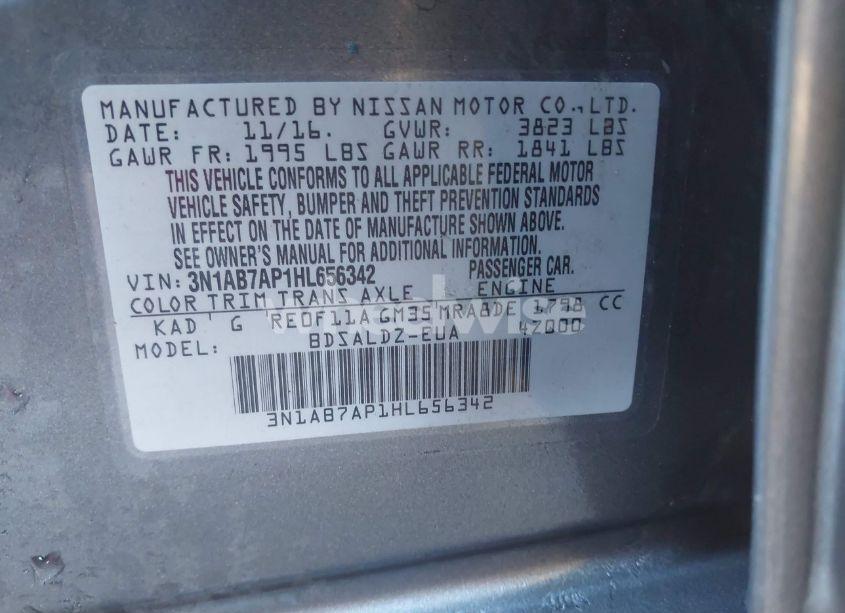 MANUFACTURED BY NISSAN MOTOR CO., LTD.
DATE: 11/16. GVWR: 3823 LBS
GAWR FR: 1995 LBS GAWR RR: 1841 LBS
THIS VEHICLE CONFORMS TO ALL APPLICABLE FEDERAL MOTOR
VEHICLE SAFETY, BUMPER AND THEFT PREVENTION STANDARDS
IN EFFECT ON THE DATE OF MANUFACTURE SHOWN ABOVE.
SEE OWNER'S MANUAL FOR ADDITIONAL INFORMATION.
VIN: 3N1AB7AP1HL656342 PASSENGER CAR.
COLOR TRIM TRANS AXLE ENGINE
KAD G RE0F11A GM35 MRA8DE 1798 CC
MODEL: BDSALDZ-EUA 4Z000
3N1AB7AP1HL656342
wheelwise